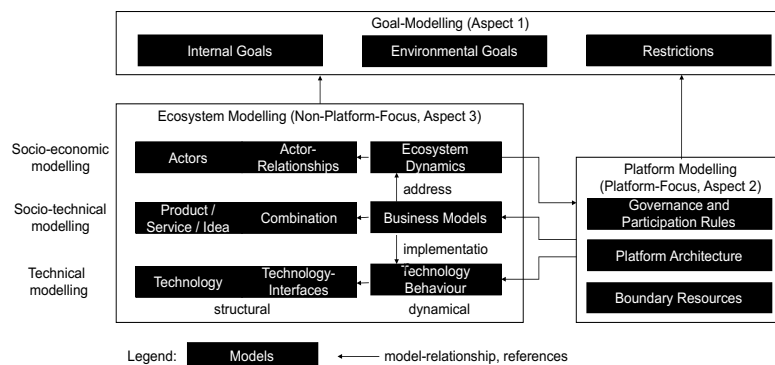 Goal-Modelling (Aspect 1)
Internal Goals
Environmental Goals
Restrictions
Ecosystem Modelling (Non-Platform-Focus, Aspect 3)
Socio-economic
modelling
Actors
Actor-
Relationships
Ecosystem
Dynamics
address
Socio-technical
modelling
Product /
Service / Idea
Combination
Business Models
implementatio
Technical
modelling
Technology
Technology-
Interfaces
Technology
Behaviour
structural
dynamical
Platform Modelling
(Platform-Focus, Aspect 2)
Governance and
Participation Rules
Platform Architecture
Boundary Resources
Legend:
Models
model-relationship, references